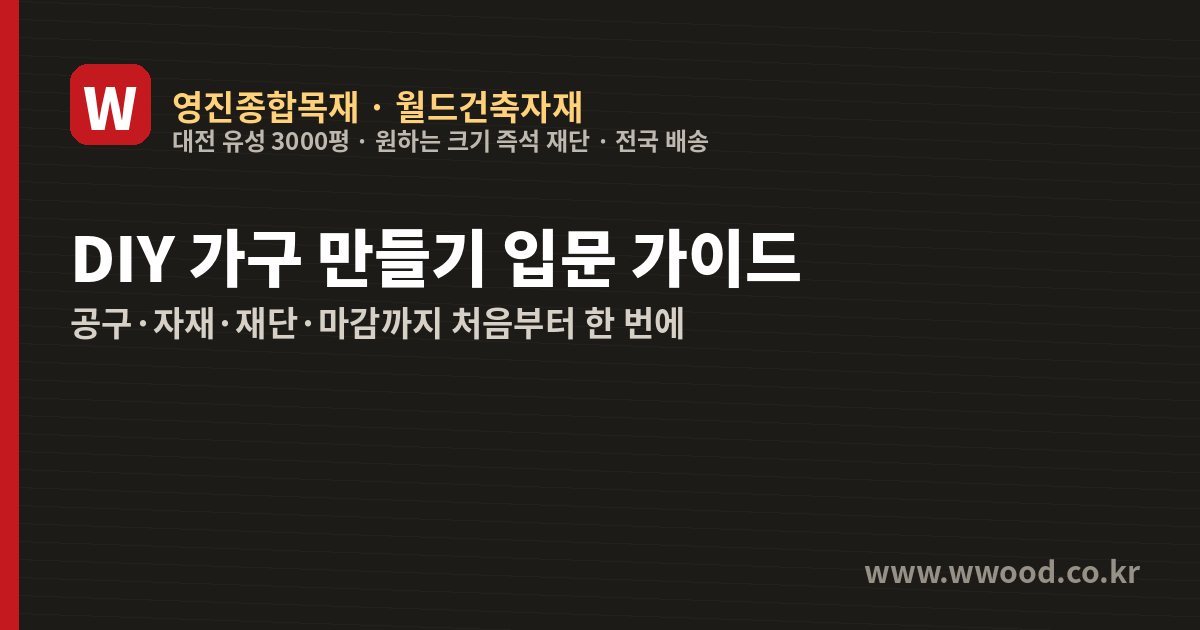 W
영진종합목재 · 월드건축자재
대전 유성 3000평 · 원하는 크기 즉석 재단 · 전국 배송
DIY 가구 만들기 입문 가이드
공구·자재·재단·마감까지 처음부터 한 번에
www.wwood.co.kr